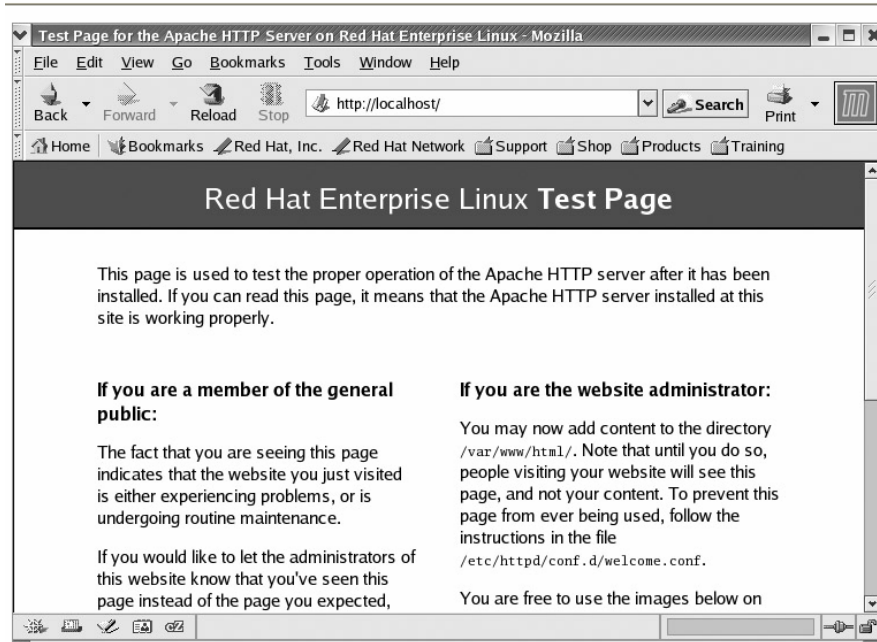 Test Page for the Apache HTTP Server on Red Hat Enterprise Linux - Mozilla
File Edit View Go Bookmarks Tools Window Help
Back Forward Reload Stop http://localhost/ Search Print
Home Bookmarks Red Hat, Inc. Red Hat Network Support Shop Products Training
Red Hat Enterprise Linux Test Page
This page is used to test the proper operation of the Apache HTTP server after it has been
installed. If you can read this page, it means that the Apache HTTP server installed at this
site is working properly.
If you are a member of the general
public:
The fact that you are seeing this page
indicates that the website you just visited
is either experiencing problems, or is
undergoing routine maintenance.
If you would like to let the administrators of
this website know that you've seen this
page instead of the page you expected,
If you are the website administrator:
You may now add content to the directory
/var/www/html/. Note that until you do so,
people visiting your website will see this
page, and not your content. To prevent this
page from ever being used, follow the
instructions in the file
/etc/httpd/conf.d/welcome.conf.
You are free to use the images below on